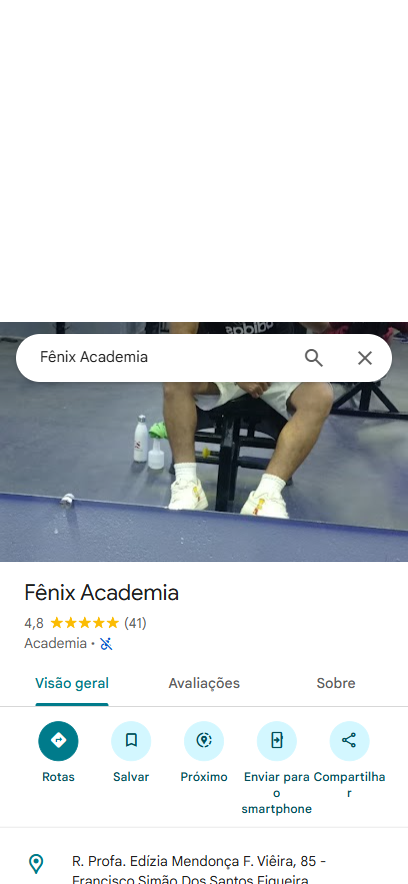 Fênix Academia
Fênix Academia
4,8 (41)
Academia •
Visão geral Avaliações Sobre
Rotas Salvar Próximo Enviar para o smartphone Compartilhar
R. Profa. Edízia Mendonça F. Viêira, 85 -
Francisco Simão Dos Santos Figueira